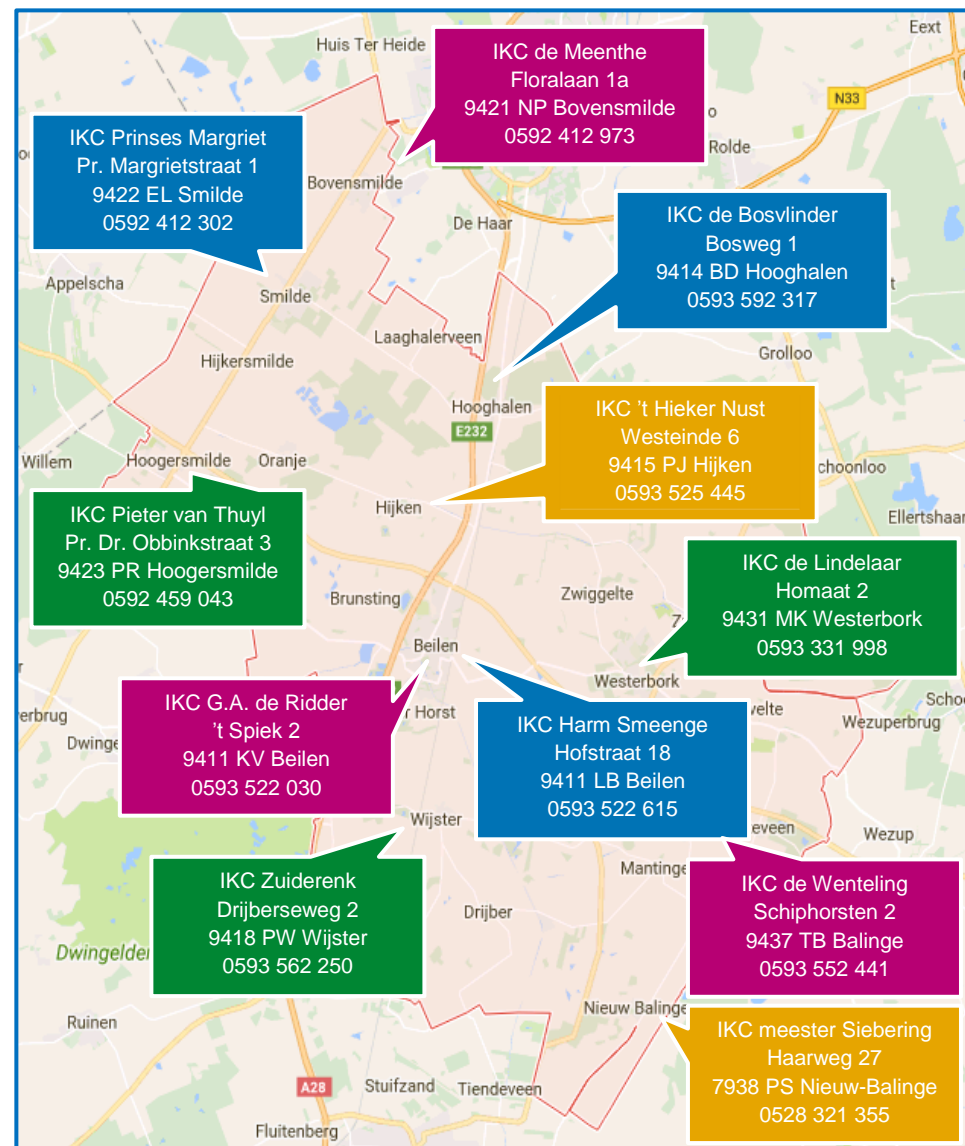 Huis Ter Heide
Eext
IKC de Meenthe
Floralaan 1a
9421 NP Bovensmilde
0592 412 973
N33
Rolde
IKC Prinses Margriet
Pr. Margrietstraat 1
9422 EL Smilde
0592 412 302
Bovensmilde
De Haar
IKC de Bosvlinder
Bosweg 1
9414 BD Hooghalen
0593 592 317
Appelscha
Smilde
Laaghalerveen
Hijkersmilde
Grolloo
Hooghalen
E232
IKC 't Hieker Nust
Westeinde 6
9415 PJ Hijken
0593 525 445
Willem
Hoogersmilde
Oranje
choonloo
Hijken
Ellertshaar
IKC Pieter van Thuyl
Pr. Dr. Obbinkstraat 3
9423 PR Hoogersmilde
0592 459 043
IKC de Lindelaar
Homaat 2
9431 MK Westerbork
0593 331 998
Brunsting
Zwiggelte
Beilen
Westerbork
IKC G.A. de Ridder
't Spiek 2
9411 KV Beilen
0593 522 030
r Horst
IKC Harm Smeenge
Hofstraat 18
9411 LB Beilen
0593 522 615
welte
Schoo
Wezuperbrug
erbrug
Dwinge
Wijster
eveen
Wezup
IKC Zuiderenk
Drijberseweg 2
9418 PW Wijster
0593 562 250
Mantinge
IKC de Wenteling
Schiphorsten 2
9437 TB Balinge
0593 552 441
Drijber
Dwingelder
Ruinen
Nieuw Balinge
IKC meester Siebering
Haarweg 27
7938 PS Nieuw-Balinge
0528 321 355
A28
Stuifzand
Tiendeveen
Fluitenberg